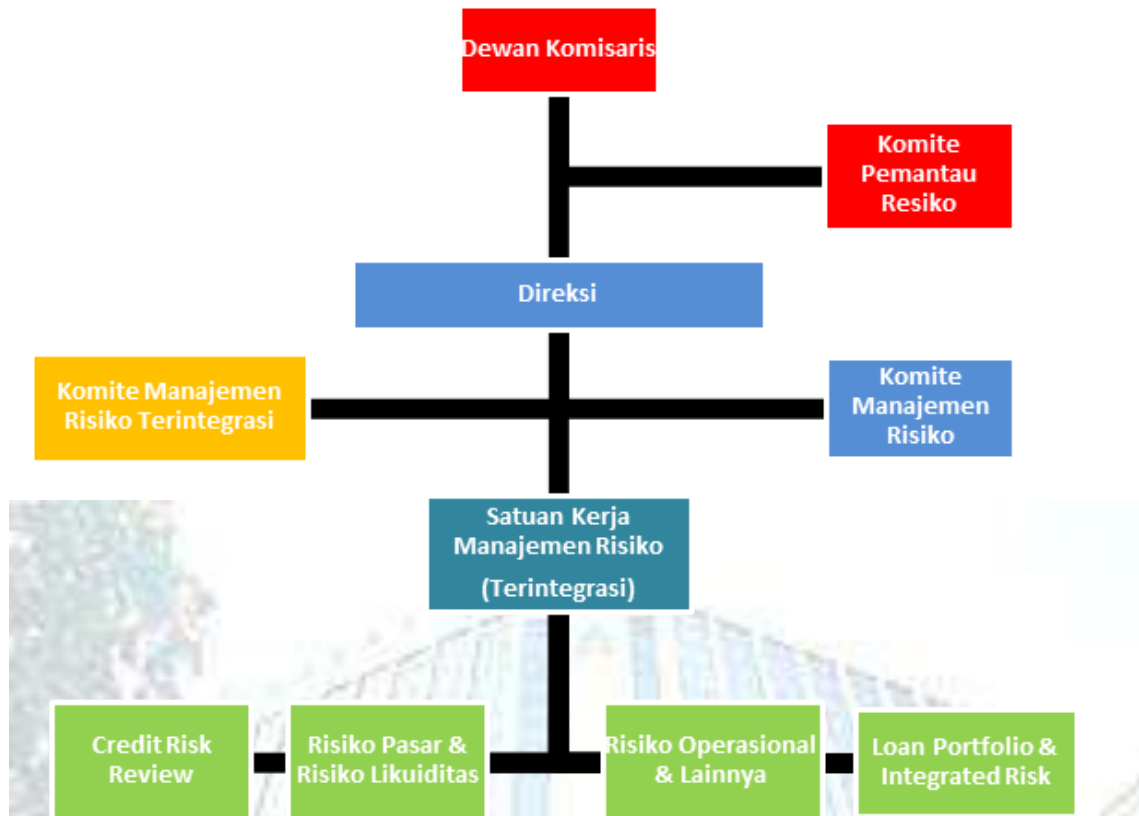 Dewan Komisaris
Komite
Pemantau
Resiko
Direksi
Komite Manajemen
Risiko Terintegrasi
Komite
Manajemen
Risiko
Satuan Kerja
Manajemen Risiko
(Terintegrasi)
Credit Risk
Review
Risiko Pasar &
Risiko Likuiditas
Risiko Operasional
& Lainnya
Loan Portfolio &
Integrated Risk